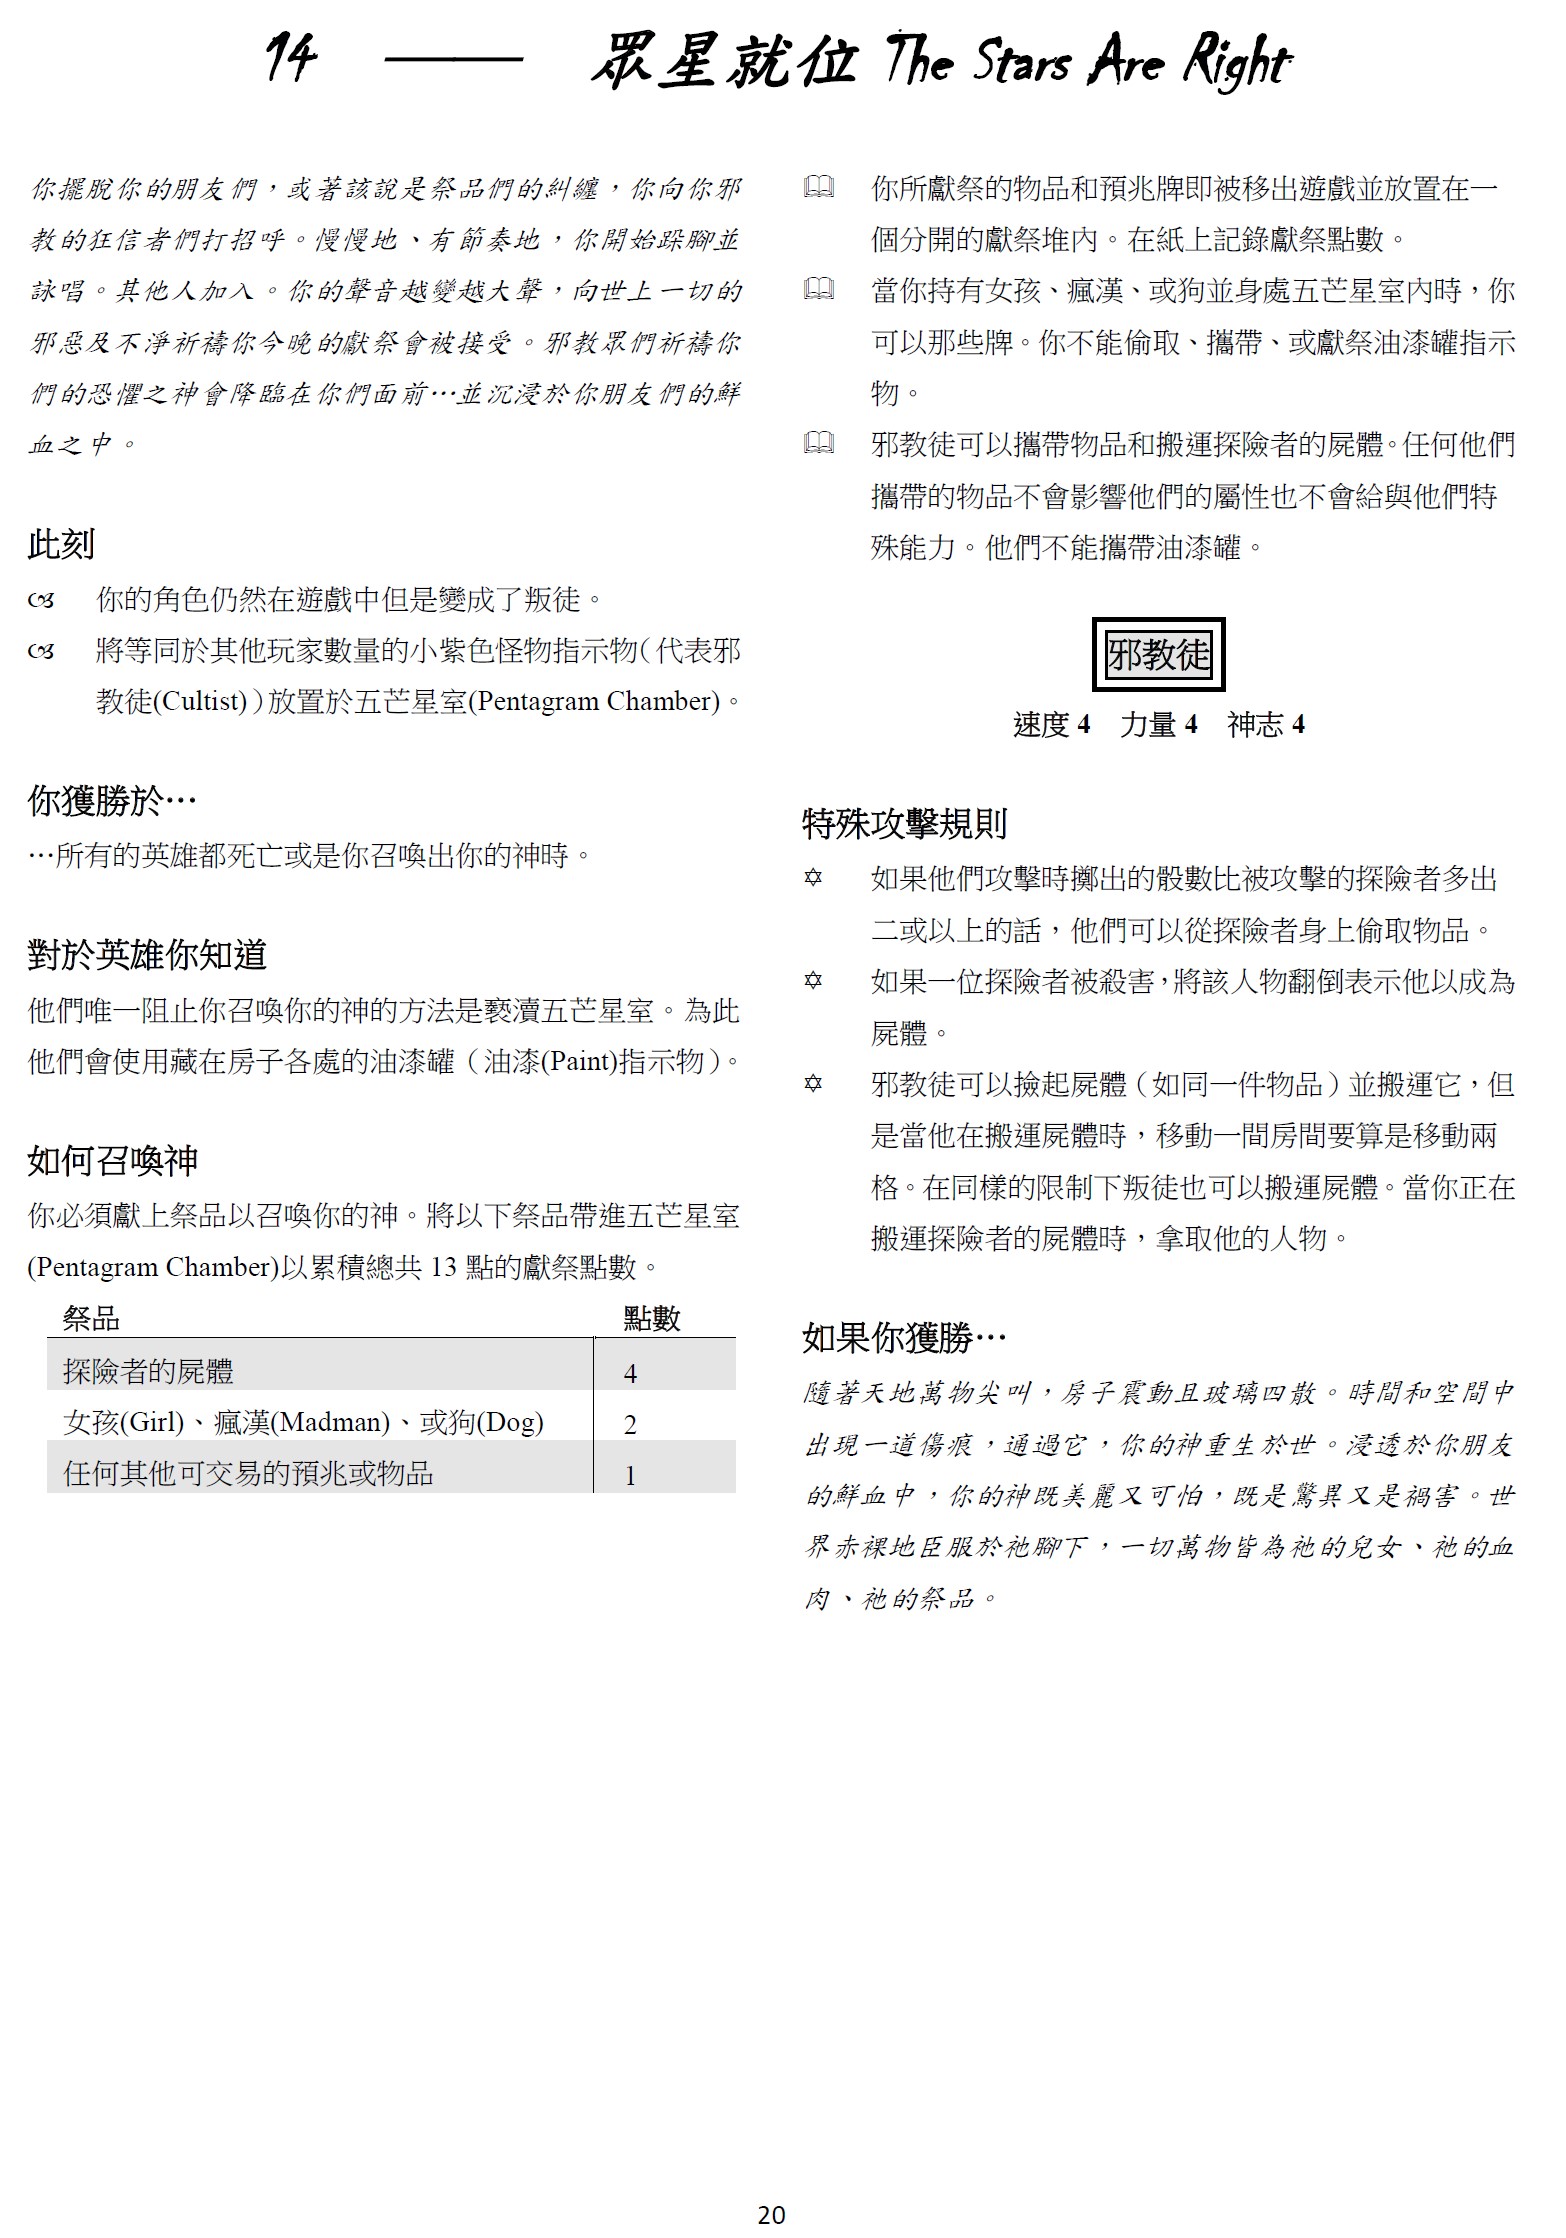 14 —— 眾星就位 The Stars Are Right
你擺脫你的朋友們，或著該說是祭品們的糾纏，你向你邪
教的狂信者們打招呼。慢慢地、有節奏地，你開始跺腳並
詠唱。其他人加入。你的聲音越變越大聲，向世上一切的
邪惡及不淨祈禱你今晚的獻祭會被接受。邪教眾們祈禱你
們的恐懼之神會降臨在你們面前…並沉浸於你朋友們的鮮
血之中。
此刻
你的角色仍然在遊戲中但是變成了叛徒。
將等同於其他玩家數量的小紫色怪物指示物（代表邪
教徒(Cultist)）放置於五芒星室(Pentagram Chamber)。
你獲勝於…
…所有的英雄都死亡或是你召喚出你的神時。
對於英雄你知道
他們唯一阻止你召喚你的神的方法是褻瀆五芒星室。為此
他們會使用藏在房子各處的油漆罐（油漆(Paint)指示物）。
如何召喚神
你必須獻上祭品以召喚你的神。將以下祭品帶進五芒星室
(Pentagram Chamber)以累積總共 13 點的獻祭點數。
祭品 點數
探險者的屍體 4
女孩(Girl)、瘋漢(Madman)、或狗(Dog) 2
任何其他可交易的預兆或物品 1
你所獻祭的物品和預兆牌即被移出遊戲並放置在一
個分開的獻祭堆內。在紙上記錄獻祭點數。
當你持有女孩、瘋漢、或狗並身處五芒星室內時，你
可以那些牌。你不能偷取、攜帶、或獻祭油漆罐指示
物。
邪教徒可以攜帶物品和搬運探險者的屍體。任何他們
攜帶的物品不會影響他們的屬性也不會給與他們特
殊能力。他們不能攜帶油漆罐。
邪教徒
速度 4 力量 4 神志 4
特殊攻擊規則
✡ 如果他們攻擊時擲出的骰數比被攻擊的探險者多出
二或以上的話，他們可以從探險者身上偷取物品。
✡ 如果一位探險者被殺害，將該人物翻倒表示他以成為
屍體。
✡ 邪教徒可以撿起屍體（如同一件物品）並搬運它，但
是當他在搬運屍體時，移動一間房間要算是移動兩
格。在同樣的限制下叛徒也可以搬運屍體。當你正在
搬運探險者的屍體時，拿取他的人物。
如果你獲勝…
隨著天地萬物尖叫，房子震動且玻璃四散。時間和空間中
出現一道傷痕，通過它，你的神重生於世。浸透於你朋友
的鮮血中，你的神既美麗又可怕，既是驚異又是禍害。世
界赤裸地臣服於祂腳下，一切萬物皆為祂的兒女、祂的血
肉、祂的祭品。
20